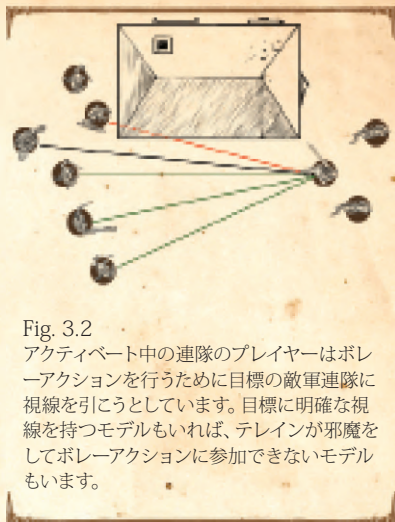 Fig. 3.2
アクティベート中の連隊のプレイヤーはボレ
ーアクションを行うために目標の敵軍連隊に
視線を引こうとしています。目標に明確な視
線を持つモデルもいれば、テレインが邪魔を
してボレーアクションに参加できないモデル
もいます。